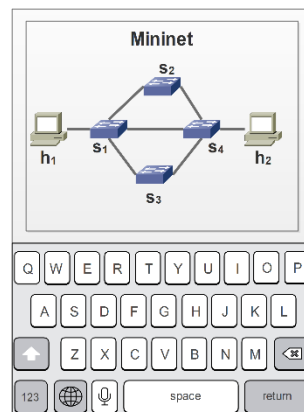 Mininet
s2
h1 s1 s4 h2
s3
Q W E R T Y U I O P
A S D F G H J K L
Z X C V B N M
123 space return